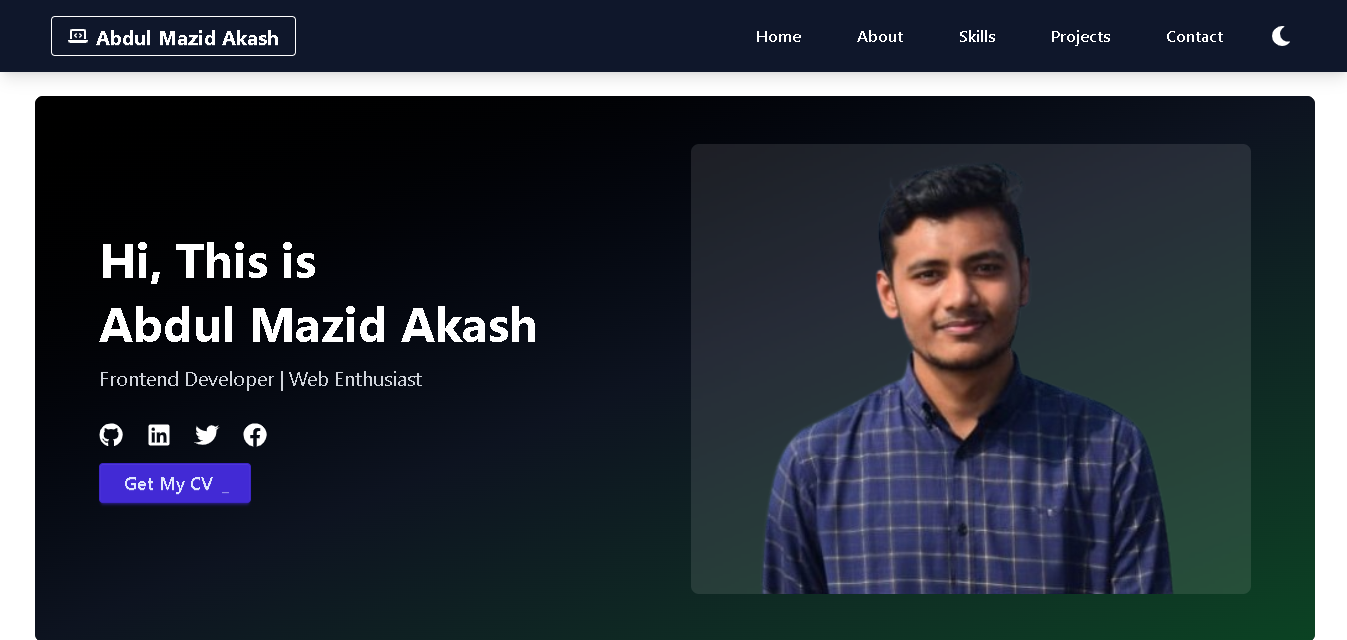 Abdul Mazid Akash
Home About Skills Projects Contact
Hi, This is
Abdul Mazid Akash
Frontend Developer | Web Enthusiast
Get My CV _